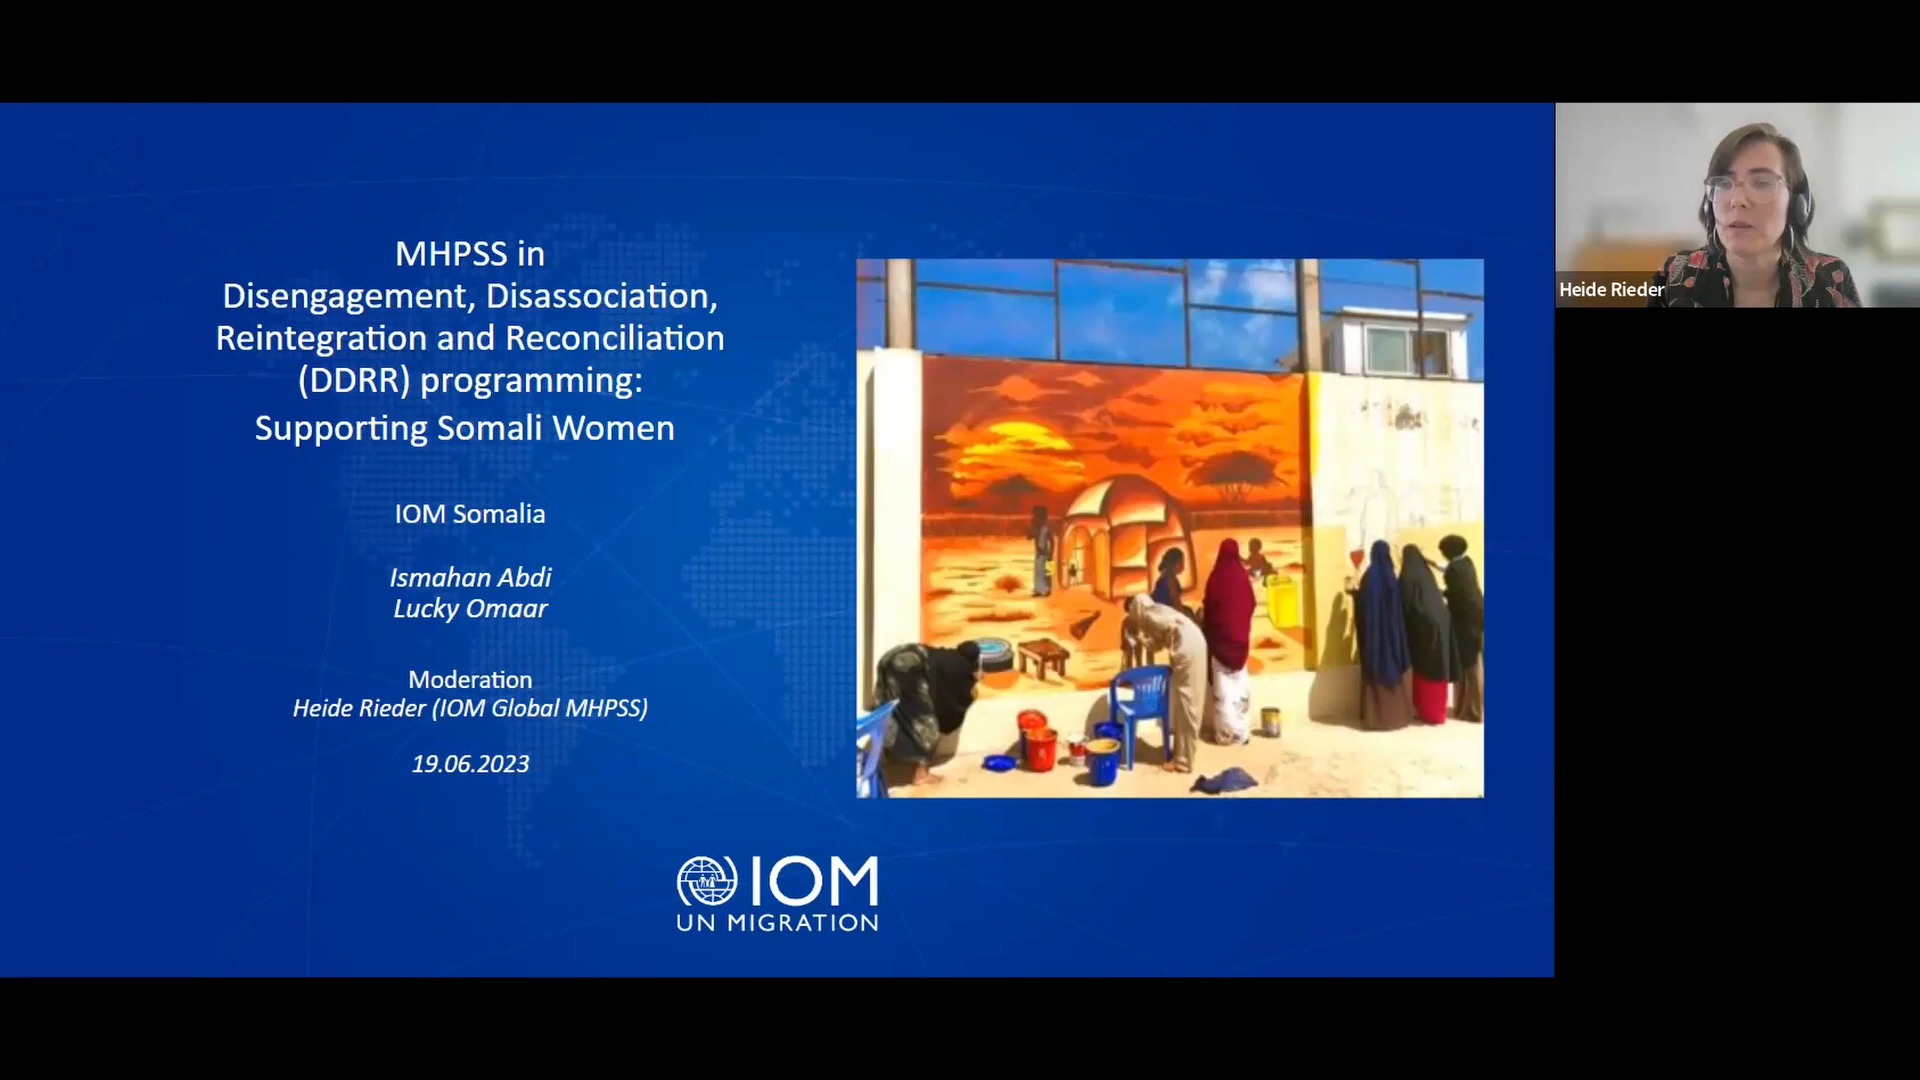 MHPSS in
Disengagement, Disassociation,
Reintegration and Reconciliation
(DDRR) programming:
Supporting Somali Women
IOM Somalia
Ismahan Abdi
Lucky Omaar
Moderation
Heide Rieder (IOM Global MHPSS)
19.06.2023
IOM
UN MIGRATION
Heide Rieder